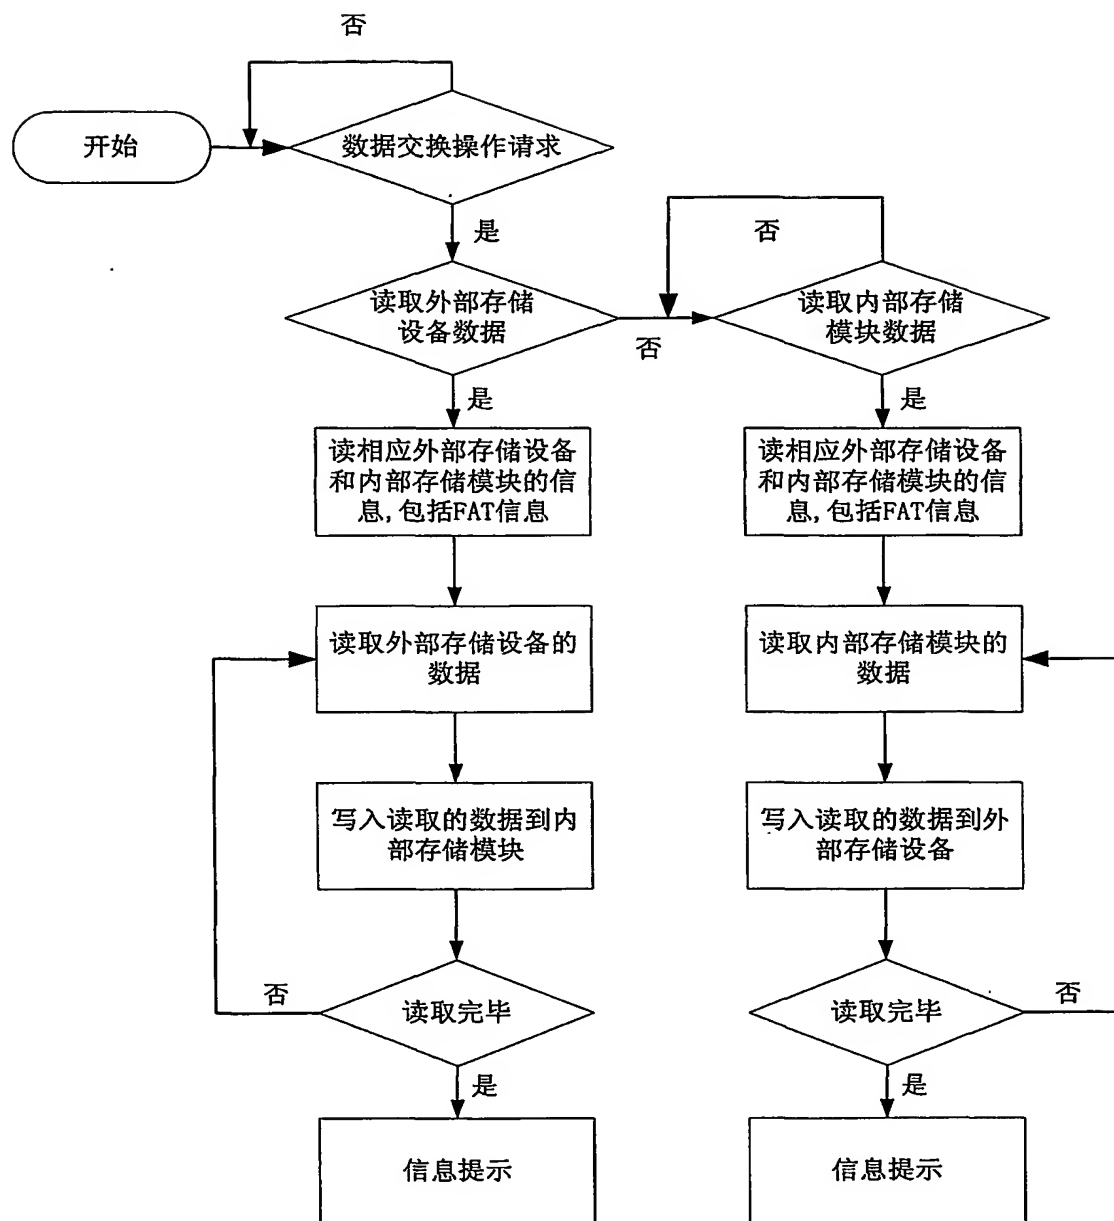 否
开始
数据交换操作请求
是
否
读取外部存储
设备数据
读取内部存储
模块数据
否
是
是
读相应外部存储设备
和内部存储模块的信
息,包括FAT信息
读相应外部存储设备
和内部存储模块的信
息,包括FAT信息
读取外部存储设备的
数据
读取内部存储模块的
数据
写入读取的数据到内
部存储模块
写入读取的数据到外
部存储设备
否
读取完毕
读取完毕
否
是
是
信息提示
信息提示